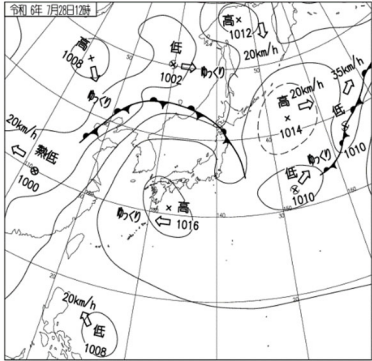 令和 6年 7月28日12時
高
1012
20km/h
高
1008
ゆっくり
低
1002
ゆっくり
35km/h
高
20km/h
1014
低
1010
20km/h
熱低
1000
低
ゆっくり
1010
高
ゆっくり
1016
20km/h
低
1008